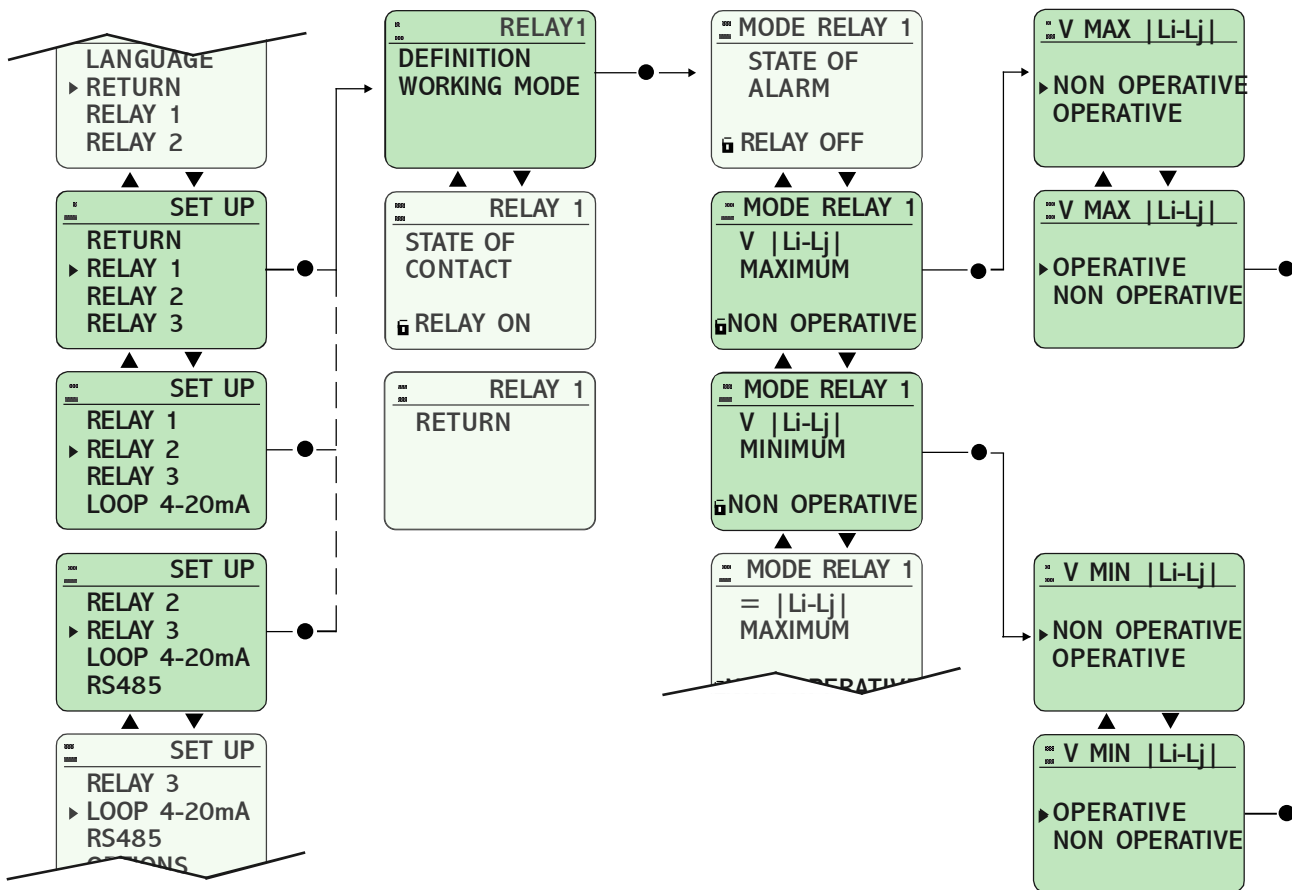 LANGUAGE
RETURN
RELAY 1
RELAY 2
SET UP
RETURN
RELAY 1
RELAY 2
RELAY 3
SET UP
RELAY 1
RELAY 2
RELAY 3
LOOP 4-20mA
SET UP
RELAY 2
RELAY 3
LOOP 4-20mA
RS485
SET UP
RELAY 3
LOOP 4-20mA
RS485
OPTIONS
RELAY1
DEFINITION
WORKING MODE
RELAY 1
STATE OF
CONTACT
RELAY ON
RELAY 1
RETURN
MODE RELAY 1
STATE OF
ALARM
RELAY OFF
MODE RELAY 1
V |Li-Lj|
MAXIMUM
NON OPERATIVE
MODE RELAY 1
V |Li-Lj|
MINIMUM
NON OPERATIVE
MODE RELAY 1
= |Li-Lj|
MAXIMUM
V MAX |Li-Lj|
NON OPERATIVE
OPERATIVE
V MAX |Li-Lj|
OPERATIVE
NON OPERATIVE
V MIN |Li-Lj|
NON OPERATIVE
OPERATIVE
V MIN |Li-Lj|
OPERATIVE
NON OPERATIVE